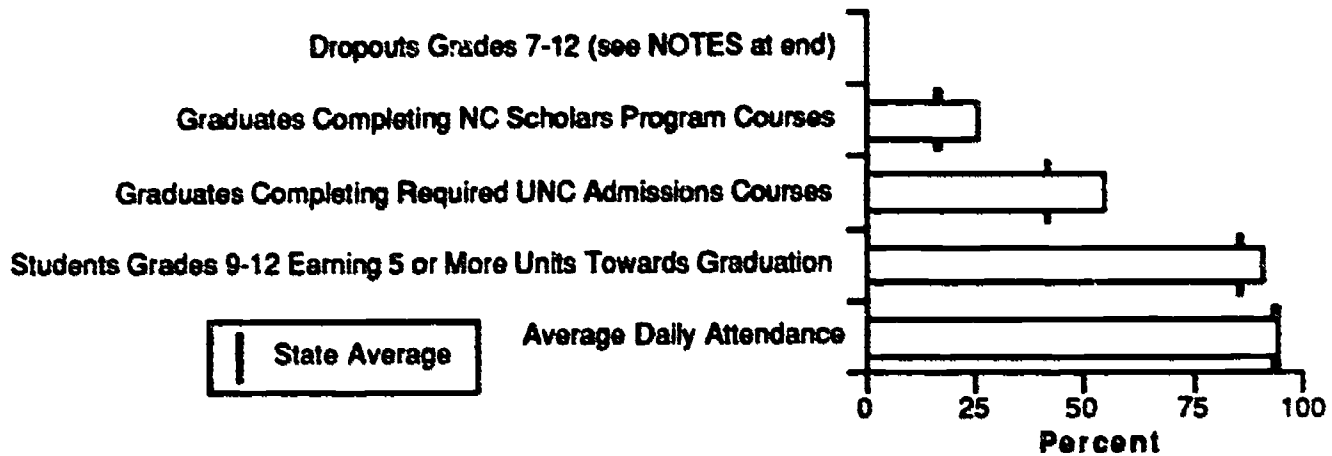 Dropouts Grades 7-12 (see NOTES at end)
Graduates Completing NC Scholars Program Courses
Graduates Completing Required UNC Admissions Courses
Students Grades 9-12 Earning 5 or More Units Towards Graduation
Average Daily Attendance
State Average
0 25 50 75 100
Percent